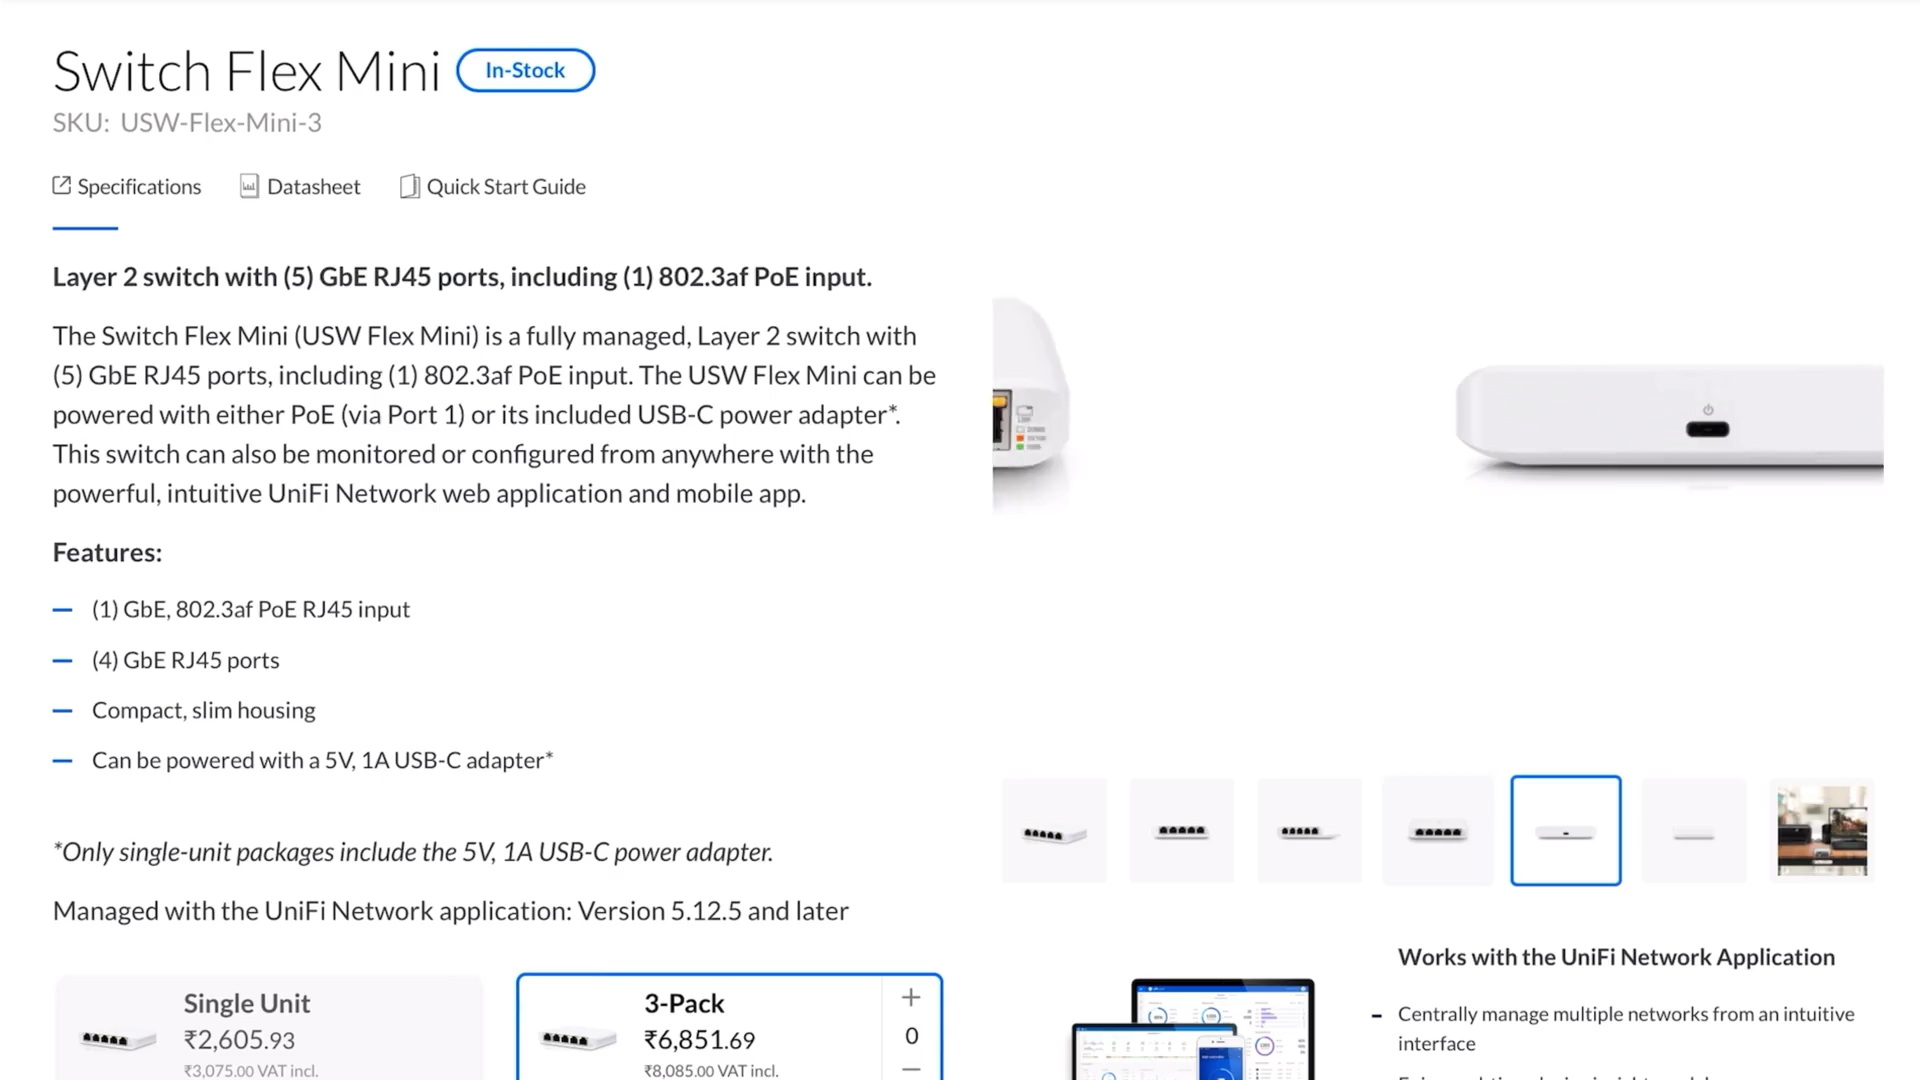 Switch Flex Mini
In-Stock
SKU: USW-Flex-Mini-3
Specifications
Datasheet
Quick Start Guide
Layer 2 switch with (5) GbE RJ45 ports, including (1) 802.3af PoE input.
The Switch Flex Mini (USW Flex Mini) is a fully managed, Layer 2 switch with
(5) GbE RJ45 ports, including (1) 802.3af PoE input. The USW Flex Mini can be
powered with either PoE (via Port 1) or its included USB-C power adapter*.
This switch can also be monitored or configured from anywhere with the
powerful, intuitive UniFi Network web application and mobile app.
Features:
(1) GbE, 802.3af PoE RJ45 input
(4) GbE RJ45 ports
Compact, slim housing
Can be powered with a 5V, 1A USB-C adapter*
*Only single-unit packages include the 5V, 1A USB-C power adapter.
Managed with the UniFi Network application: Version 5.12.5 and later
Single Unit
₹2,605.93
₹3,075.00 VAT incl.
3-Pack
₹6,851.69
₹8,085.00 VAT incl.
+
0
−
Works with the UniFi Network Application
Centrally manage multiple networks from an intuitive
interface